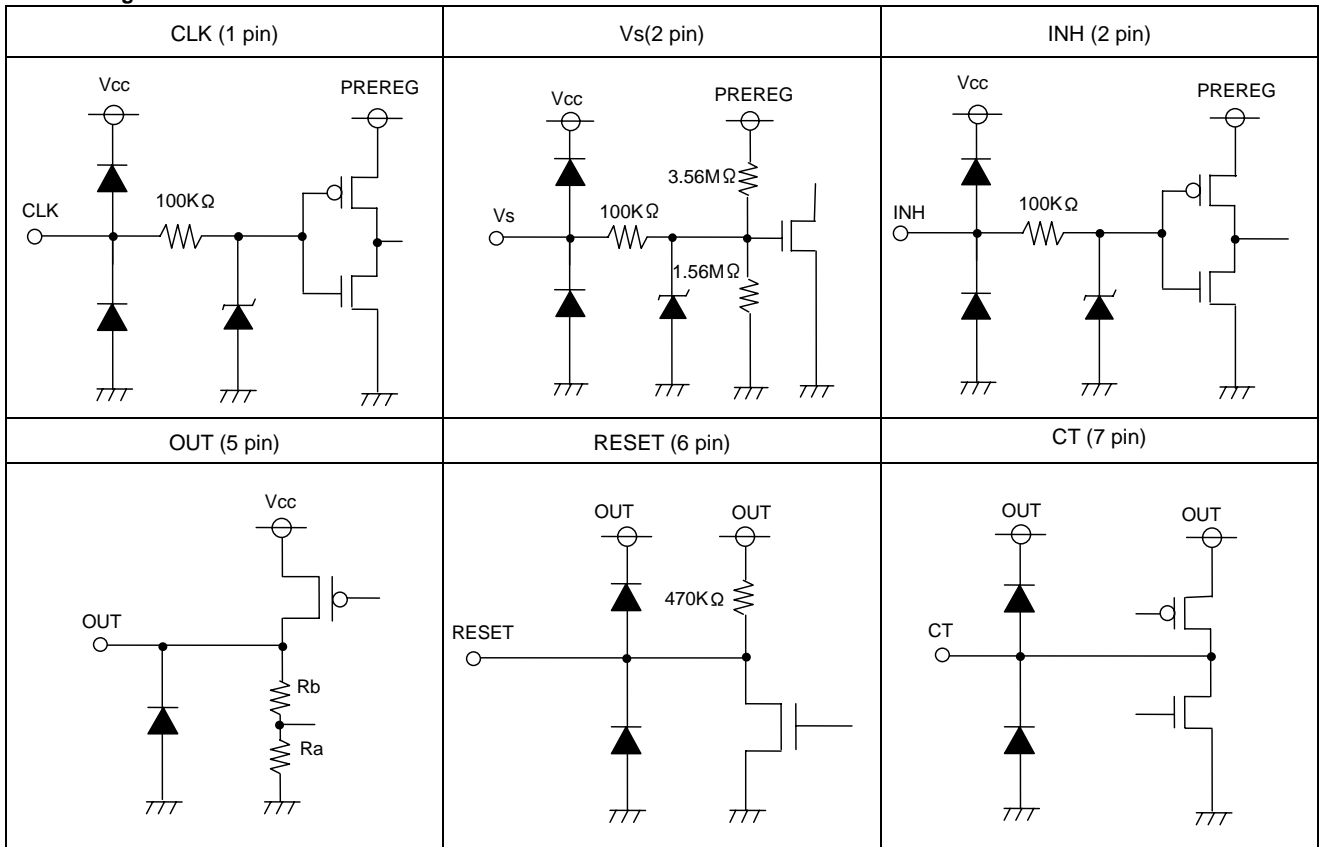 CLK (1 pin)
Vs(2 pin)
INH (2 pin)
Vcc
PREREG
CLK
100KΩ
Vcc
PREREG
3.56MΩ
Vs
100KΩ
1.56MΩ
Vcc
PREREG
INH
100KΩ
OUT (5 pin)
RESET (6 pin)
CT (7 pin)
Vcc
OUT
Rb
Ra
OUT
OUT
470KΩ
RESET
OUT
OUT
CT